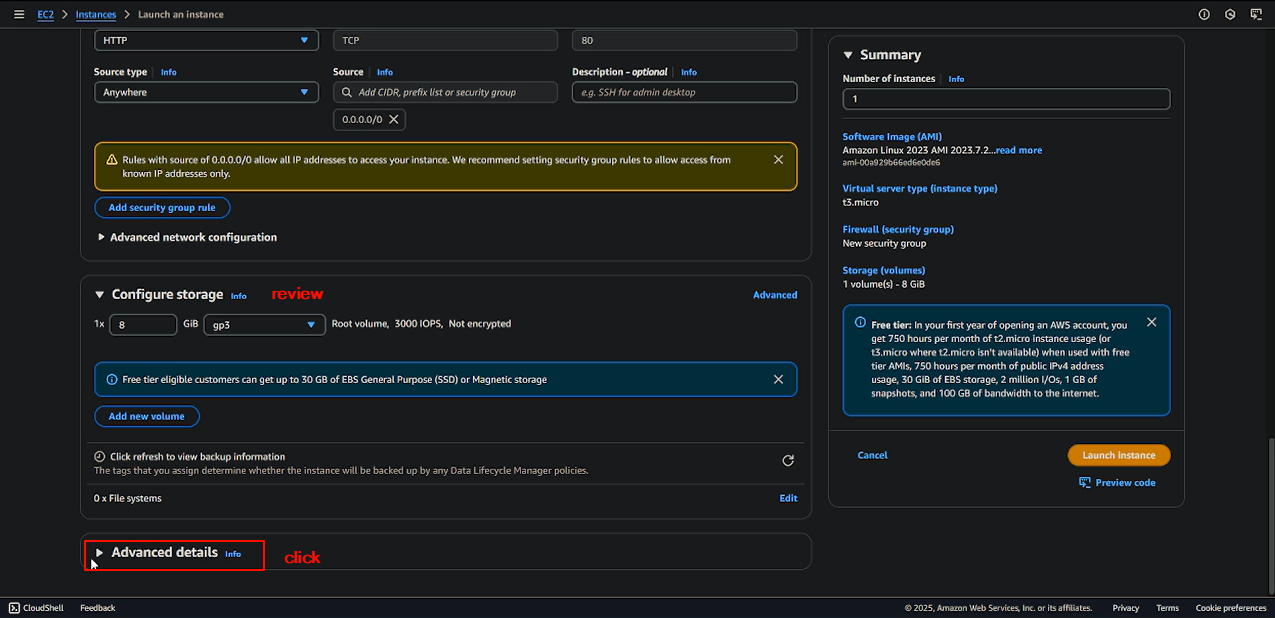 EC2 > Instances > Launch an instance
HTTP TCP 80
Source type Info Source Info Description - optional Info
Anywhere Add CIDR, prefix list or security group e.g. SSH for admin desktop
0.0.0.0/0
Rules with source of 0.0.0.0/0 allow all IP addresses to access your instance. We recommend setting security group rules to allow access from
known IP addresses only.
Add security group rule
Advanced network configuration
Configure storage Info review Advanced
1x 8 GiB gp3 Root volume, 3000 IOPS, Not encrypted
Free tier eligible customers can get up to 30 GB of EBS General Purpose (SSD) or Magnetic storage
Add new volume
Click refresh to view backup information
The tags that you assign determine whether the instance will be backed up by any Data Lifecycle Manager policies.
0 x File systems Edit
Advanced details Info click
Summary
Number of instances Info
1
Software Image (AMI)
Amazon Linux 2023 AMI 2023.7.2...read more
ami-00a929b66ed6e0de6
Virtual server type (instance type)
t3.micro
Firewall (security group)
New security group
Storage (volumes)
1 volume(s) - 8 GiB
Free tier: In your first year of opening an AWS account, you
get 750 hours per month of t2.micro instance usage (or
t3.micro where t2.micro isn't available) when used with free
tier AMIs, 750 hours per month of public IPv4 address
usage, 30 GiB of EBS storage, 2 million I/Os, 1 GB of
snapshots, and 100 GB of bandwidth to the internet.
Cancel Launch instance
Preview code
CloudShell Feedback © 2025, Amazon Web Services, Inc. or its affiliates. Privacy Terms Cookie preferences